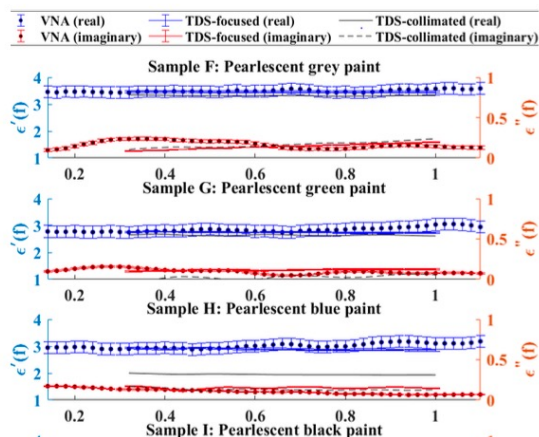 VNA (real) TDS-focused (real) TDS-collimated (real)
VNA (imaginary) TDS-focused (imaginary) TDS-collimated (imaginary)
Sample F: Pearlescent grey paint
4 1
3
0.5
2
1 0
ϵ'(f) ϵ''(f)
0.2 0.4 0.6 0.8 1
Sample G: Pearlescent green paint
4 1
3
0.5
2
1 0
ϵ'(f) ϵ''(f)
0.2 0.4 0.6 0.8 1
Sample H: Pearlescent blue paint
4 1
3
0.5
2
1 0
ϵ'(f) ϵ''(f)
0.2 0.4 0.6 0.8 1
Sample I: Pearlescent black paint
4 1